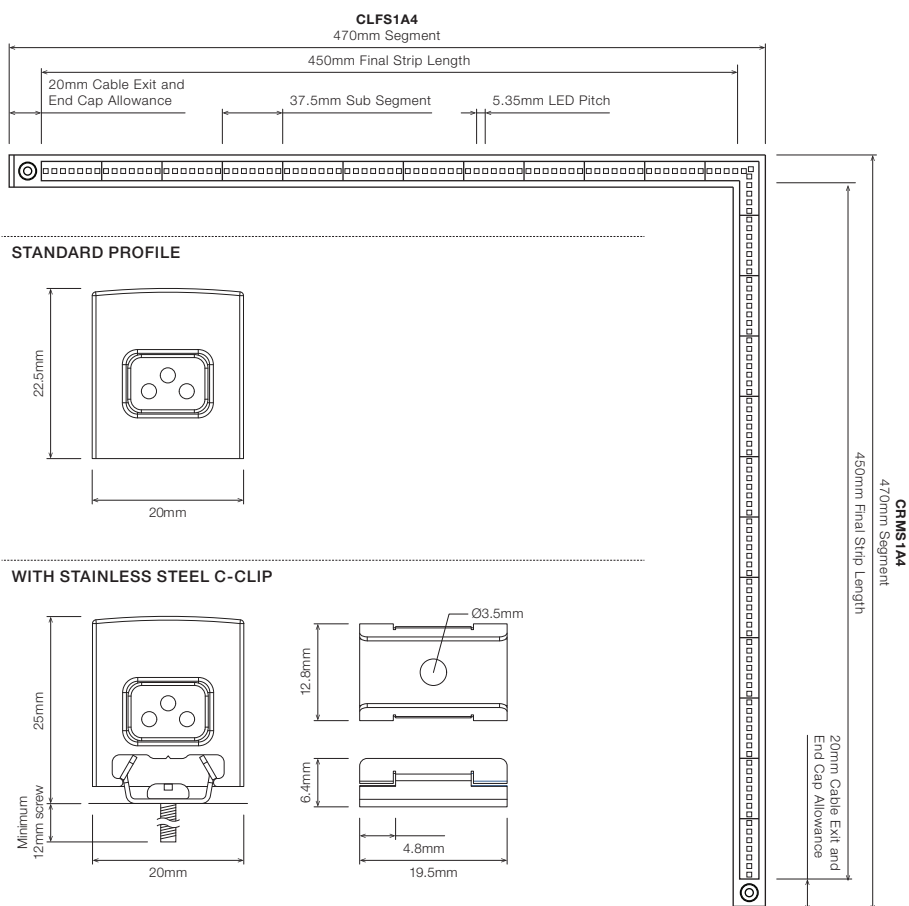 CLFS1A4
470mm Segment
450mm Final Strip Length
20mm Cable Exit and
End Cap Allowance
37.5mm Sub Segment
5.35mm LED Pitch
STANDARD PROFILE
22.5mm
20mm
CRMS1A4
470mm Segment
450mm Final Strip Length
20mm Cable Exit and
End Cap Allowance
WITH STAINLESS STEEL C-CLIP
25mm
Minimum
12mm screw
20mm
Ø3.5mm
12.8mm
6.4mm
4.8mm
19.5mm